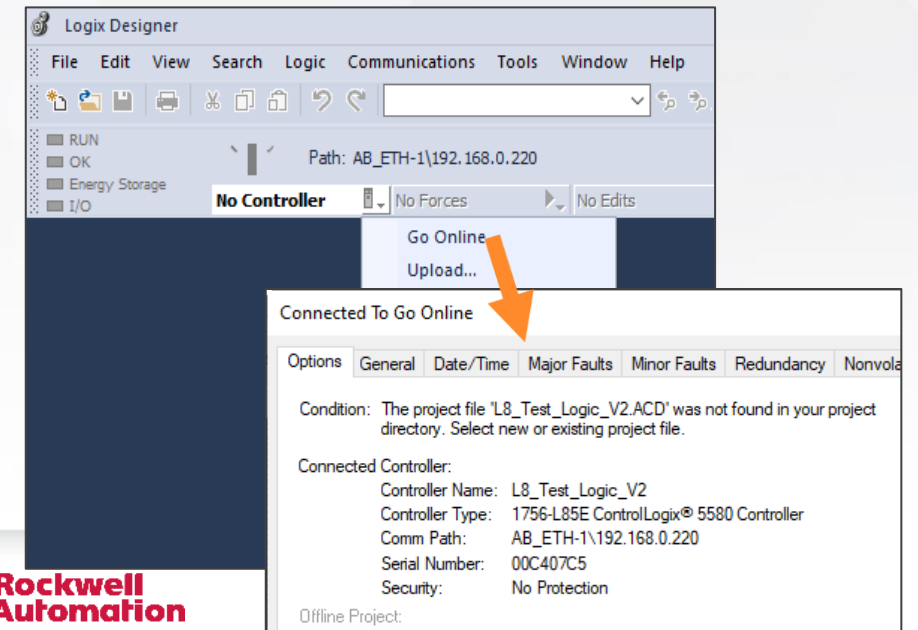 Logix Designer
File Edit View Search Logic Communications Tools Window Help
RUN
OK
Energy Storage
I/O
Path: AB_ETH-1\192.168.0.220
No Controller No Forces No Edits
Go Online
Upload...
Connected To Go Online
Options General Date/Time Major Faults Minor Faults Redundancy Nonvola
Condition: The project file 'L8_Test_Logic_V2.ACD' was not found in your project
directory. Select new or existing project file.
Connected Controller:
Controller Name: L8_Test_Logic_V2
Controller Type: 1756-L85E ControlLogix® 5580 Controller
Comm Path: AB_ETH-1\192.168.0.220
Serial Number: 00C407C5
Security: No Protection
Offline Project:
Rockwell
Automation